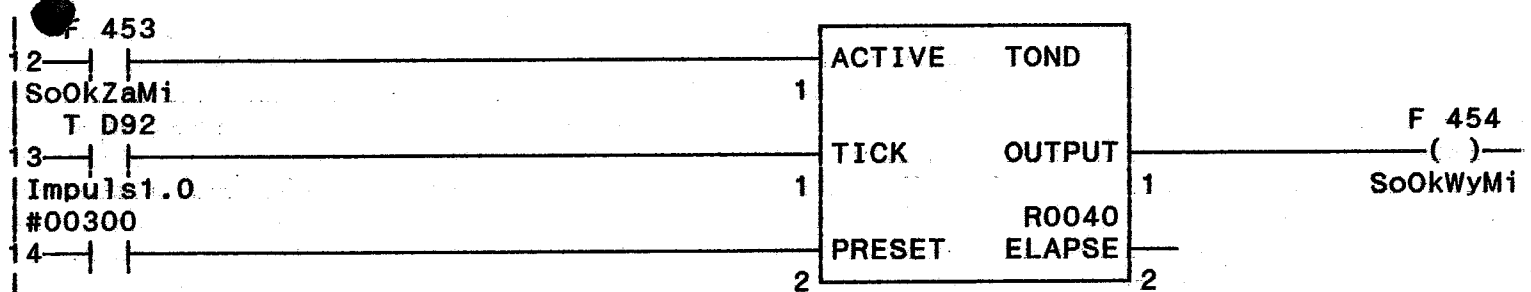 F 453
12 ACTIVE TOND
SoOkZaMi 1
T D92 F 454
13 TICK OUTPUT ( )
Impuls1.0 1 1 SoOkWyMi
#00300 R0040
14 PRESET ELAPSE
2 2